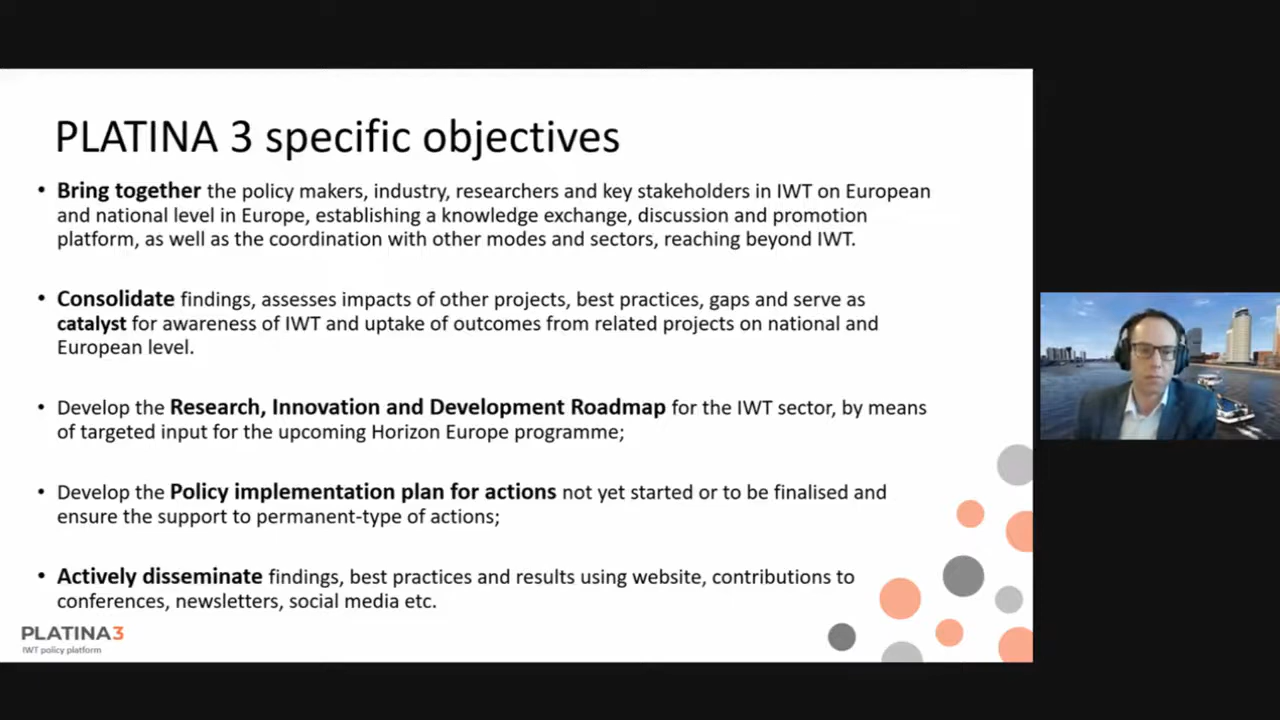 PLATINA 3 specific objectives
• Bring together the policy makers, industry, researchers and key stakeholders in IWT on European
and national level in Europe, establishing a knowledge exchange, discussion and promotion
platform, as well as the coordination with other modes and sectors, reaching beyond IWT.
• Consolidate findings, assesses impacts of other projects, best practices, gaps and serve as
catalyst for awareness of IWT and uptake of outcomes from related projects on national and
European level.
• Develop the Research, Innovation and Development Roadmap for the IWT sector, by means
of targeted input for the upcoming Horizon Europe programme;
• Develop the Policy implementation plan for actions not yet started or to be finalised and
ensure the support to permanent-type of actions;
• Actively disseminate findings, best practices and results using website, contributions to
conferences, newsletters, social media etc.
PLATINA3
IWT policy platform